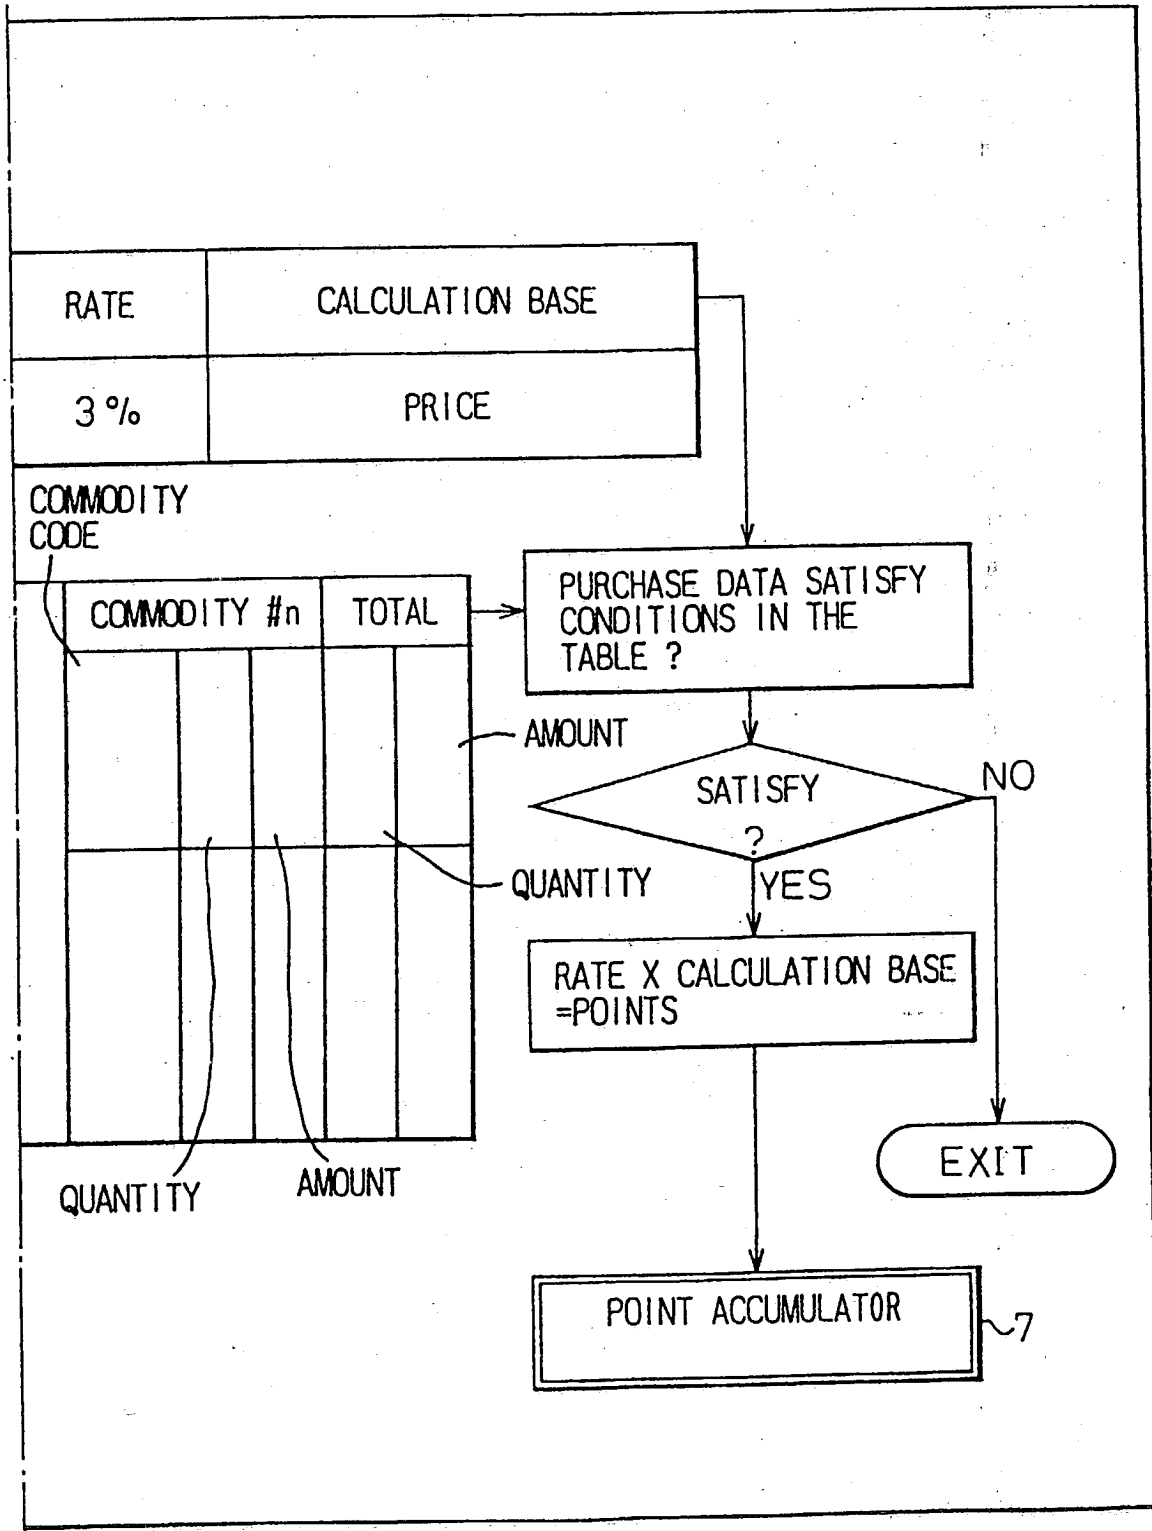 RATE
CALCULATION BASE
3%
PRICE
COMMODITY
CODE
COMMODITY #n
TOTAL
PURCHASE DATA SATISFY
CONDITIONS IN THE
TABLE ?
AMOUNT
SATISFY
?
NO
YES
QUANTITY
RATE X CALCULATION BASE
=POINTS
EXIT
QUANTITY
AMOUNT
POINT ACCUMULATOR
7